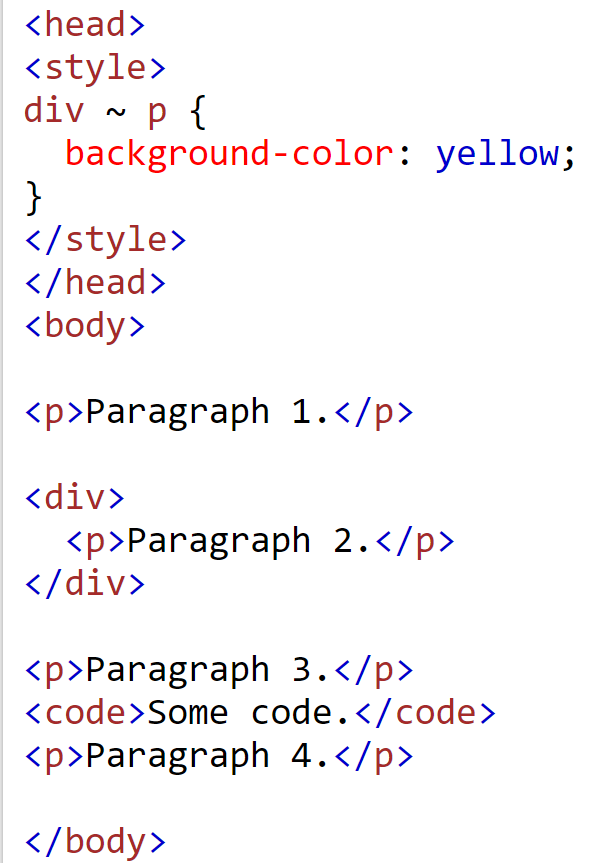 <head>
<style>
div ~ p {
  background-color: yellow;
}
</style>
</head>
<body>

<p>Paragraph 1.</p>

<div>
  <p>Paragraph 2.</p>
</div>

<p>Paragraph 3.</p>
<code>Some code.</code>
<p>Paragraph 4.</p>

</body>